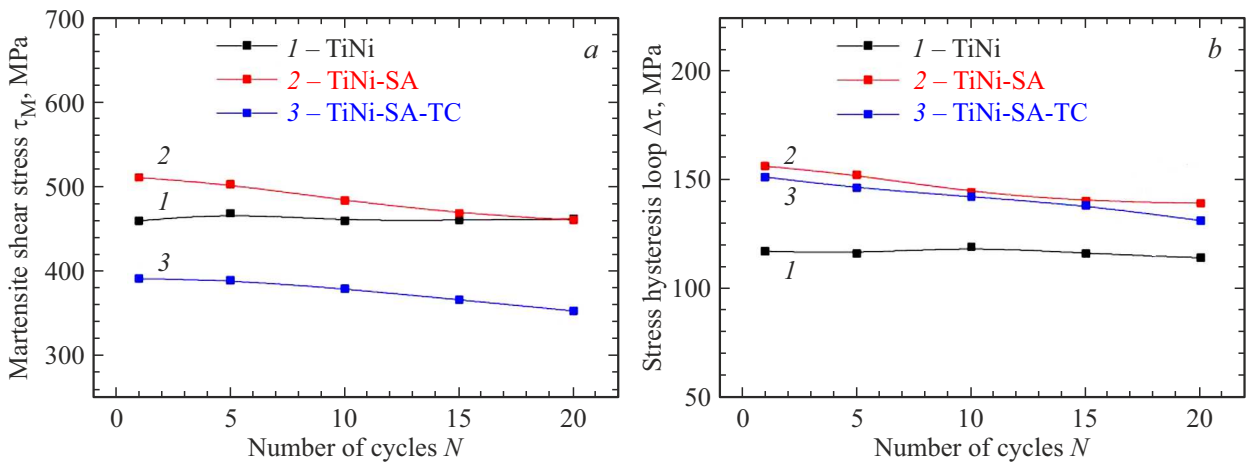 Martensite shear stress τM, MPa
700
600
500
400
300
1 – TiNi
2 – TiNi-SA
3 – TiNi-SA-TC
a
2
1
3
0 5 10 15 20
Number of cycles N
Stress hysteresis loop Δτ, MPa
200
150
100
50
1 – TiNi
2 – TiNi-SA
3 – TiNi-SA-TC
b
2
3
1
0 5 10 15 20
Number of cycles N